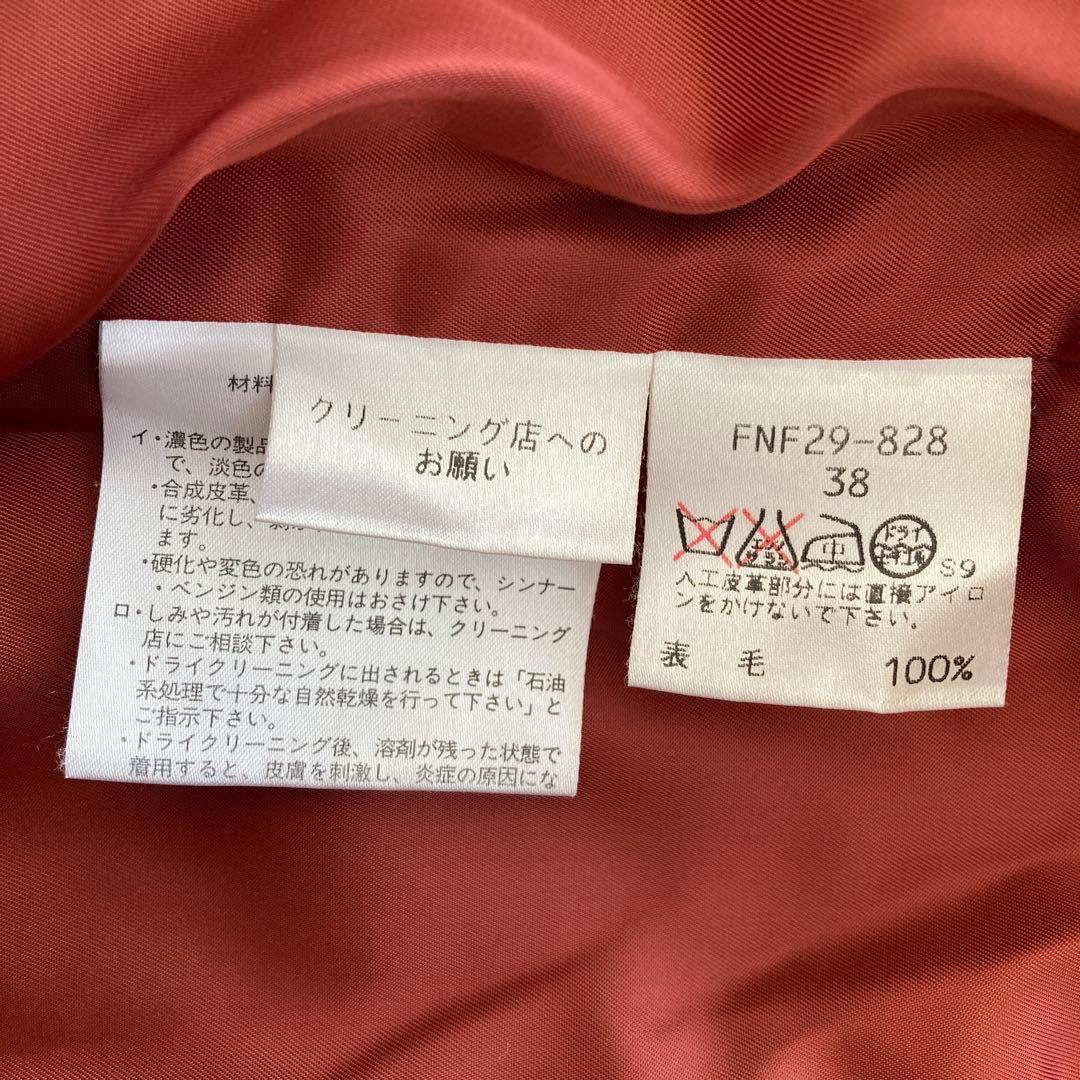 材料
イ・濃色の製品
で、淡色の
・合成皮革、
に劣化し、
ます。
・硬化や変色の恐れがありますので、シンナー
・ベンジン類の使用はおさけ下さい。
ロ・しみや汚れが付着した場合は、クリーニング
店にご相談下さい。
・ドライクリーニングに出されるときは「石油
系処理で十分な自然乾燥を行って下さい」と
ご指示下さい。
・ドライクリーニング後、溶剤が残った状態で
着用すると、皮膚を刺激し、炎症の原因にな
クリーニング店への
お願い
FNF29-828
38
エンソ
サラシ
中
ドライ
セキユ系
S9
人工皮革部分には直接アイロ
ンをかけないで下さい。
表 毛 100%